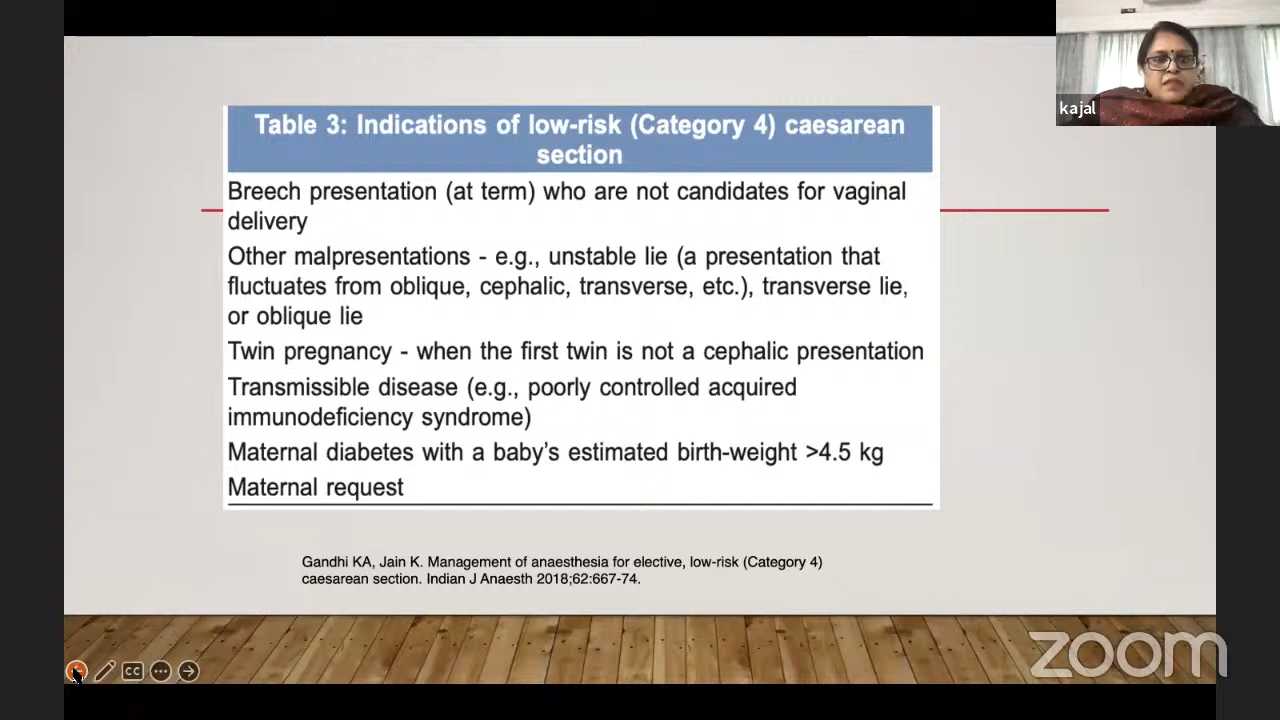 kajal
Table 3: Indications of low-risk (Category 4) caesarean
section
Breech presentation (at term) who are not candidates for vaginal
delivery
Other malpresentations - e.g., unstable lie (a presentation that
fluctuates from oblique, cephalic, transverse, etc.), transverse lie,
or oblique lie
Twin pregnancy - when the first twin is not a cephalic presentation
Transmissible disease (e.g., poorly controlled acquired
immunodeficiency syndrome)
Maternal diabetes with a baby's estimated birth-weight >4.5 kg
Maternal request
Gandhi KA, Jain K. Management of anaesthesia for elective, low-risk (Category 4)
caesarean section. Indian J Anaesth 2018;62:667-74.
CC
zoom